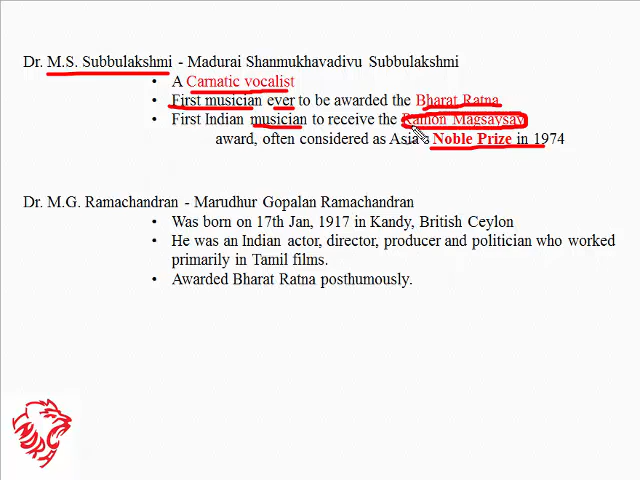 Dr. M.S. Subbulakshmi - Madurai Shanmukhavadivu Subbulakshmi
• A Carnatic vocalist
• First musician ever to be awarded the Bharat Ratna
• First Indian musician to receive the Ramon Magsaysay
award, often considered as Asia's Noble Prize in 1974
Dr. M.G. Ramachandran - Marudhur Gopalan Ramachandran
• Was born on 17th Jan, 1917 in Kandy, British Ceylon
• He was an Indian actor, director, producer and politician who worked
primarily in Tamil films.
• Awarded Bharat Ratna posthumously.